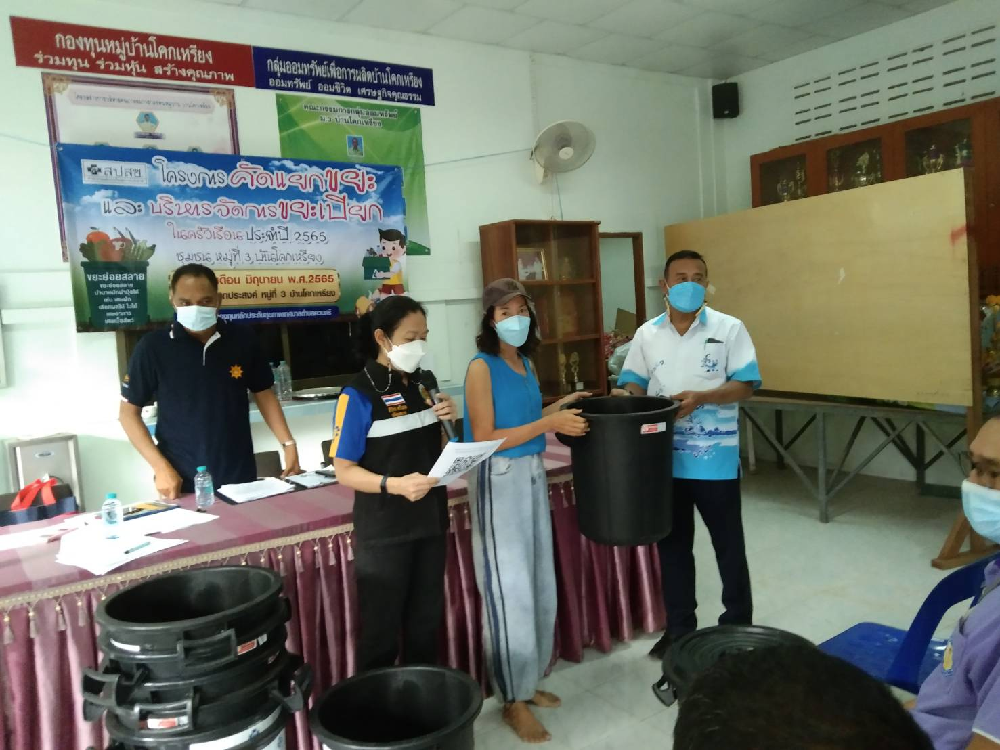 กองทุนหมู่บ้านโคกเหรียง
ร่วมทุน ร่วมหุ้น สร้างคุณภาพ
กลุ่มออมทรัพย์เพื่อการผลิตบ้านโคกเหรียง
ออมทรัพย์ ออมชีวิต เศรษฐกิจคุณธรรม
คณะกรรมการกลุ่มออมทรัพย์
ม.3 บ้านโคกเหรียง
สปสช
โครงการ คัดแยกขยะ
และ บริหารจัดการขยะเปียก
ในครัวเรือน ประจำปี 2565
ชุมชน หมู่ที่ 3 บ้านโคกเหรียง
เดือน มิถุนายน พ.ศ.2565
ประสงค์ หมู่ที่ 3 บ้านโคกเหรียง
กองทุนหลักประกันสุขภาพเทศบาลตำบลควนศรี
ขยะย่อยสลาย
ขยะย่อยสลาย
นำมาหมักทำปุ๋ยได้
เช่น เศษผัก
เปลือกผลไม้ ใบไม้
เศษอาหาร
เศษเนื้อสัตว์